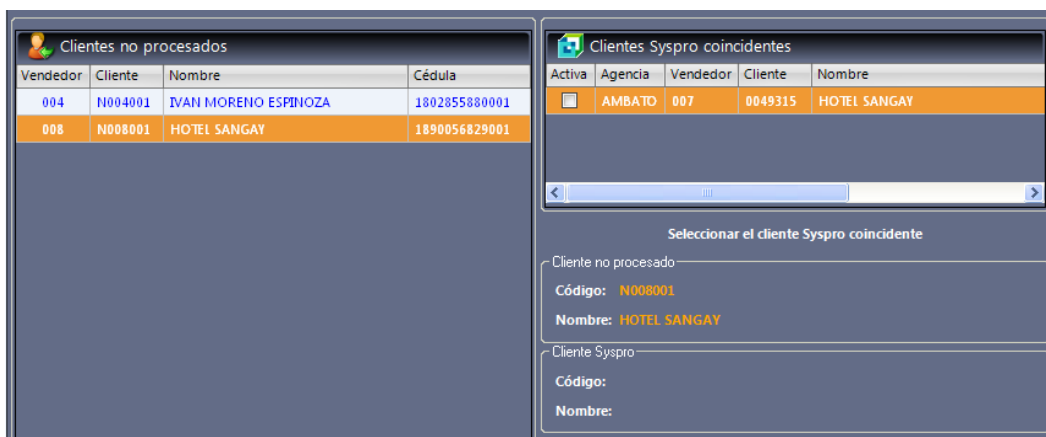 Clientes no procesados
Vendedor Cliente Nombre Cédula
004 N004001 IVAN MORENO ESPINOZA 1802855880001
008 N008001 HOTEL SANGAY 1890056829001
Clientes Syspro coincidentes
Activa Agencia Vendedor Cliente Nombre
AMBATO 007 0049315 HOTEL SANGAY
Seleccionar el cliente Syspro coincidente
Cliente no procesado
Código: N008001
Nombre: HOTEL SANGAY
Cliente Syspro
Código:
Nombre: